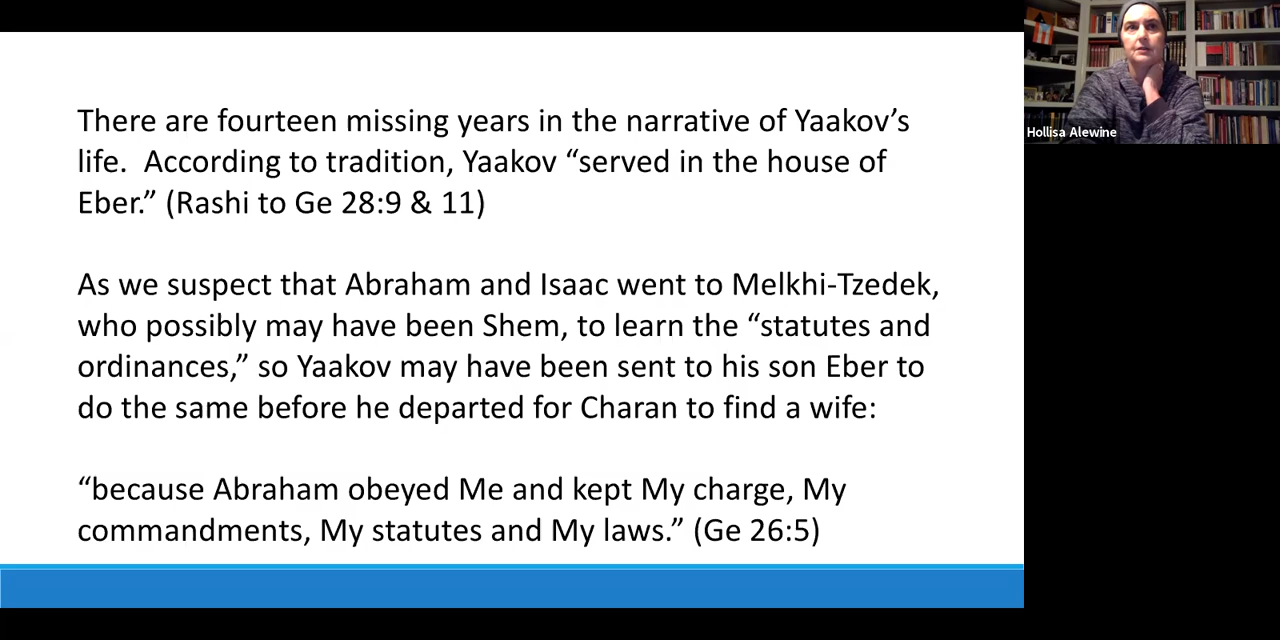 There are fourteen missing years in the narrative of Yaakov’s
life.  According to tradition, Yaakov “served in the house of
Eber.” (Rashi to Ge 28:9 & 11)
As we suspect that Abraham and Isaac went to Melkhi-Tzedek,
who possibly may have been Shem, to learn the “statutes and
ordinances,” so Yaakov may have been sent to his son Eber to
do the same before he departed for Charan to find a wife:
“because Abraham obeyed Me and kept My charge, My
commandments, My statutes and My laws.” (Ge 26:5)
Hollisa Alewine